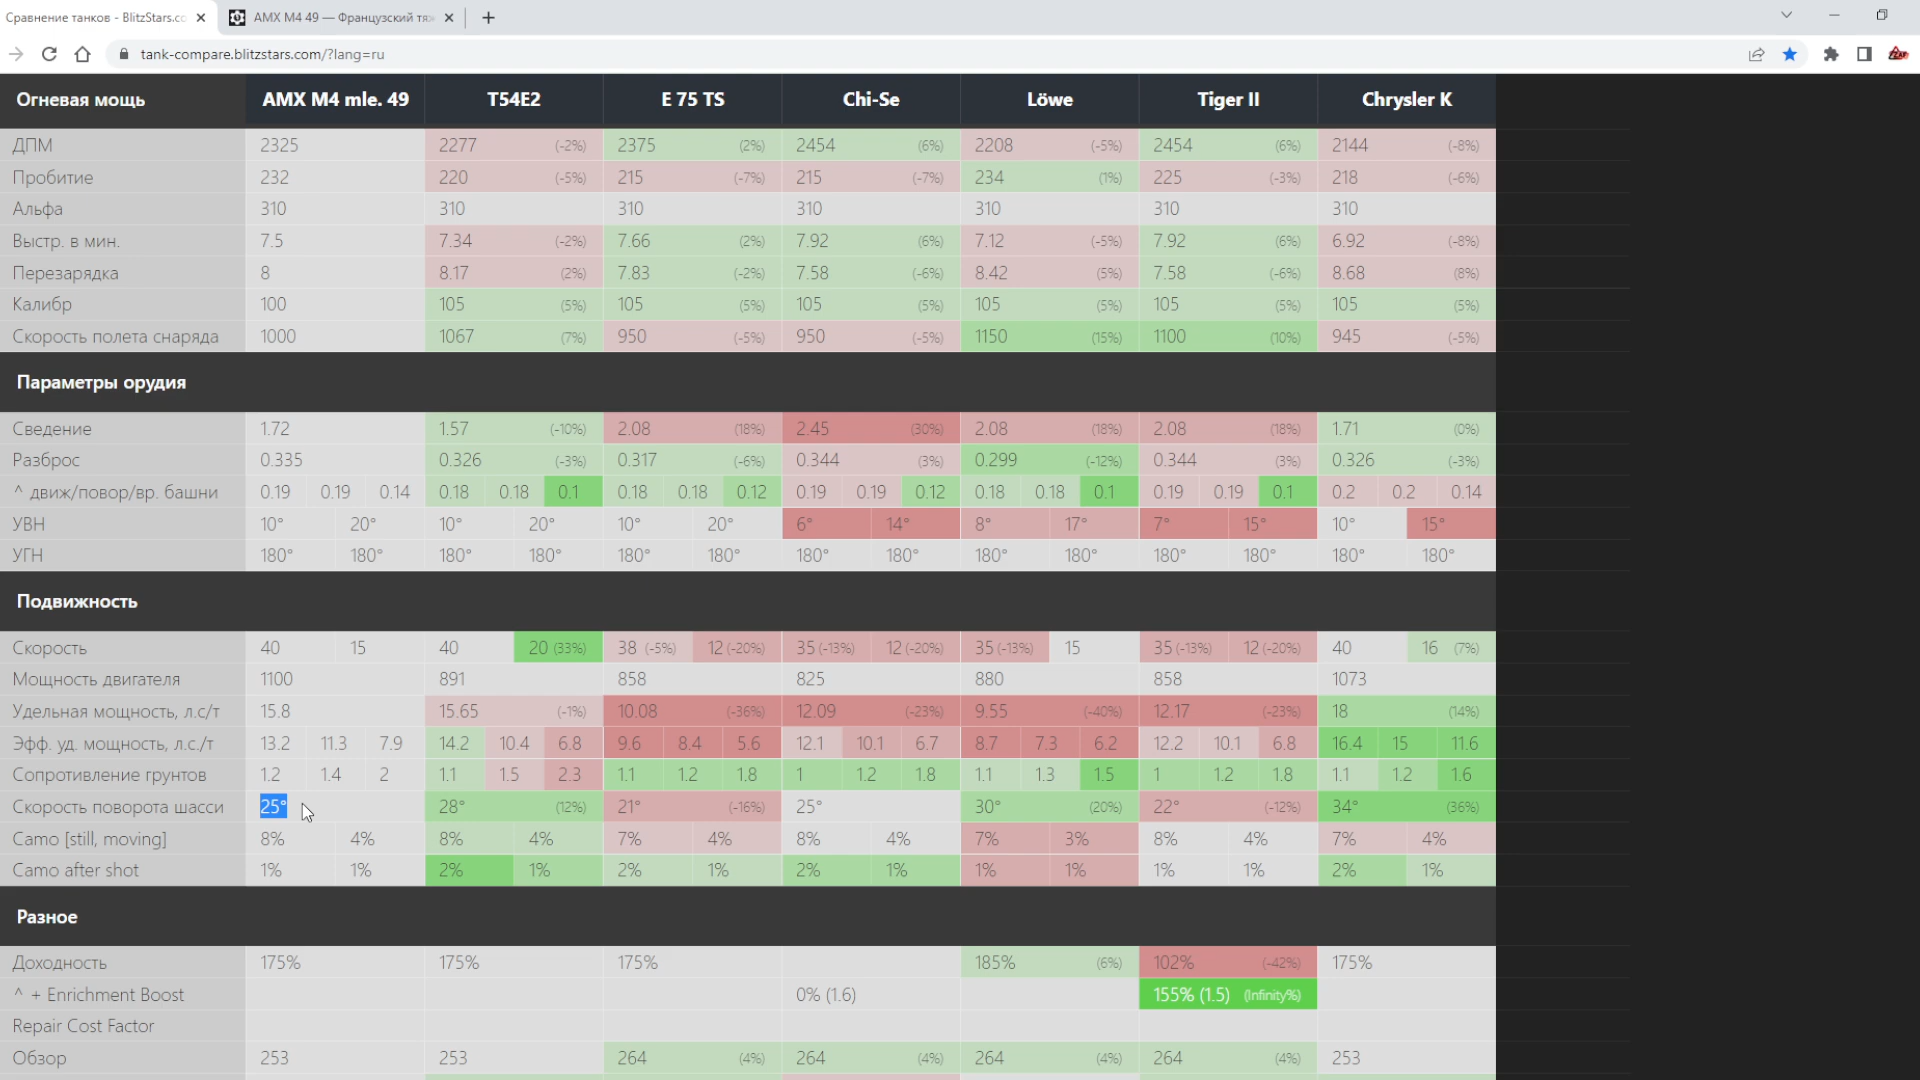 Сравнение танков - BlitzStars.co
AMX M4 49 — Французский тя
tank-compare.blitzstars.com/?lang=ru
Огневая мощь AMX M4 mle. 49 T54E2 E 75 TS Chi-Se Löwe Tiger II Chrysler K
ДПМ 2325 2277 (-2%) 2375 (2%) 2454 (6%) 2208 (-5%) 2454 (6%) 2144 (-8%)
Пробитие 232 220 (-5%) 215 (-7%) 215 (-7%) 234 (1%) 225 (-3%) 218 (-6%)
Альфа 310 310 310 310 310 310 310
Выстр. в мин. 7.5 7.34 (-2%) 7.66 (2%) 7.92 (6%) 7.12 (-5%) 7.92 (6%) 6.92 (-8%)
Перезарядка 8 8.17 (2%) 7.83 (-2%) 7.58 (-6%) 8.42 (5%) 7.58 (-6%) 8.68 (8%)
Калибр 100 105 (5%) 105 (5%) 105 (5%) 105 (5%) 105 (5%) 105 (5%)
Скорость полета снаряда 1000 1067 (7%) 950 (-5%) 950 (-5%) 1150 (15%) 1100 (10%) 945 (-5%)
Параметры орудия
Сведение 1.72 1.57 (-10%) 2.08 (18%) 2.45 (30%) 2.08 (18%) 2.08 (18%) 1.71 (0%)
Разброс 0.335 0.326 (-3%) 0.317 (-6%) 0.344 (3%) 0.299 (-12%) 0.344 (3%) 0.326 (-3%)
^ движ/повор/вр. башни 0.19 0.19 0.14 0.18 0.18 0.1 0.18 0.18 0.12 0.19 0.19 0.12 0.18 0.18 0.1 0.19 0.19 0.1 0.2 0.2 0.14
УВН 10° 20° 10° 20° 10° 20° 6° 14° 8° 17° 7° 15° 10° 15°
УГН 180° 180° 180° 180° 180° 180° 180° 180° 180° 180° 180° 180° 180° 180°
Подвижность
Скорость 40 15 40 20 (33%) 38 (-5%) 12 (-20%) 35 (-13%) 12 (-20%) 35 (-13%) 15 35 (-13%) 12 (-20%) 40 16 (7%)
Мощность двигателя 1100 891 858 825 880 858 1073
Удельная мощность, л.с/т 15.8 15.65 (-1%) 10.08 (-36%) 12.09 (-23%) 9.55 (-40%) 12.17 (-23%) 18 (14%)
Эфф. уд. мощность, л.с./т 13.2 11.3 7.9 14.2 10.4 6.8 9.6 8.4 5.6 12.1 10.1 6.7 8.7 7.3 6.2 12.2 10.1 6.8 16.4 15 11.6
Сопротивление грунтов 1.2 1.4 2 1.1 1.5 2.3 1.1 1.2 1.8 1 1.2 1.8 1.1 1.3 1.5 1 1.2 1.8 1.1 1.2 1.6
Скорость поворота шасси 25° 28° (12%) 21° (-16%) 25° 30° (20%) 22° (-12%) 34° (36%)
Camo [still, moving] 8% 4% 8% 4% 7% 4% 8% 4% 7% 3% 8% 4% 7% 4%
Camo after shot 1% 1% 2% 1% 2% 1% 2% 1% 1% 1% 1% 1% 2% 1%
Разное
Доходность 175% 175% 175% 185% (6%) 102% (-42%) 175%
^ + Enrichment Boost 0% (1.6) 155% (1.5) (Infinity%)
Repair Cost Factor
Обзор 253 253 264 (4%) 264 (4%) 264 (4%) 264 (4%) 253